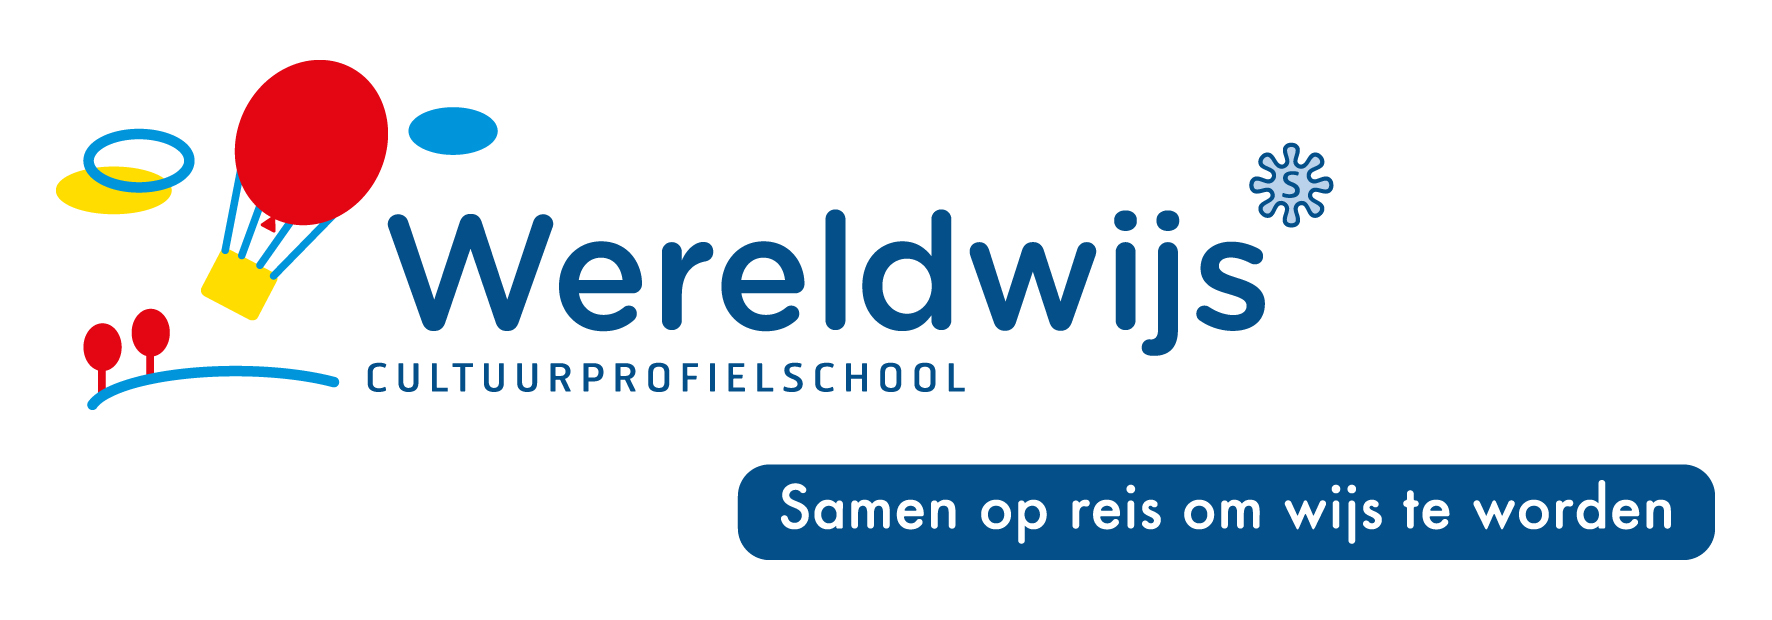 Wereldwijs
S
CULTUURPROFIELSCHOOL
Samen op reis om wijs te worden